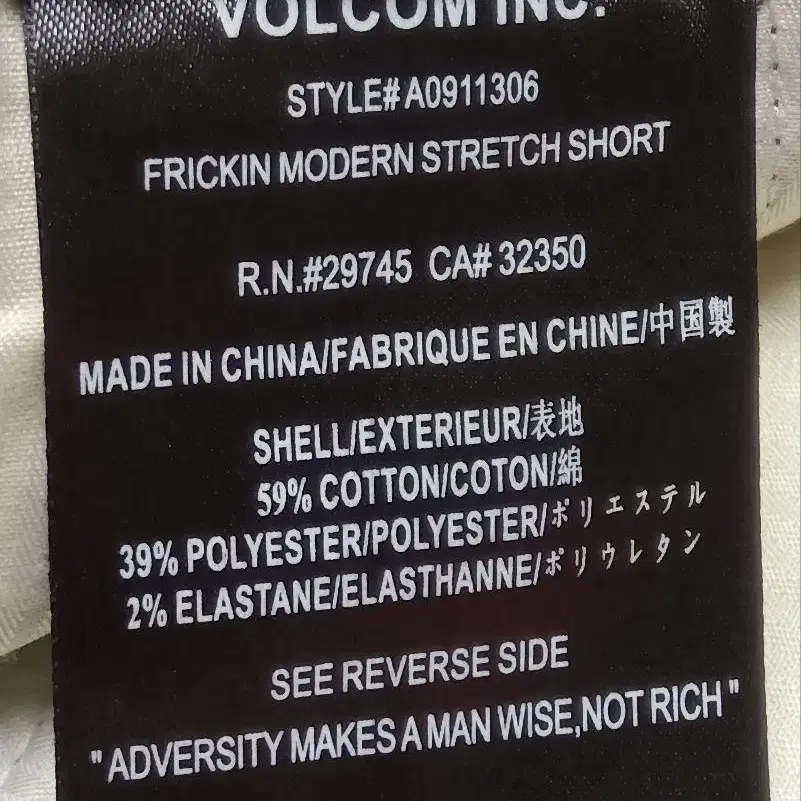 VOLCOM INC.
STYLE# A0911306
FRICKIN MODERN STRETCH SHORT
R.N.#29745 CA# 32350
MADE IN CHINA/FABRIQUE EN CHINE/中国製
SHELL/EXTERIEUR/表地
59% COTTON/COTON/綿
39% POLYESTER/POLYESTER/ポリエステル
2% ELASTANE/ELASTHANNE/ポリウレタン
SEE REVERSE SIDE
" ADVERSITY MAKES A MAN WISE,NOT RICH "